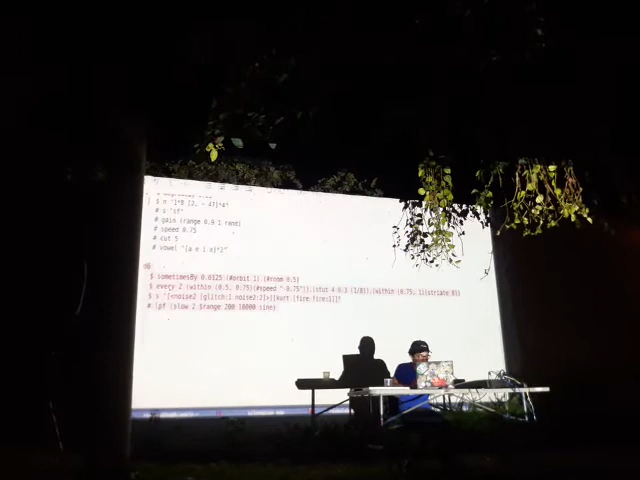 $ n "1*8 [2, ~ 4?]*4"
# s "sf"
# gain (range 0.9 1 rand)
# speed 0.75
# cut 5
# vowel "[a e i a]*2"
d6
$ sometimesBy 0.0125 (#orbit 1).(#room 0.5)
$ every 2 (within (0.5, 0.75)(#speed "-0.75")).(stut 4 0.3 (1/8)).(within (0.75, 1)(striate 8))
$ s "[<noise2 [glitch:1 noise2:2]>][kurt [fire fire:1]]?"
# lpf (slow 2 $range 200 10000 sine)